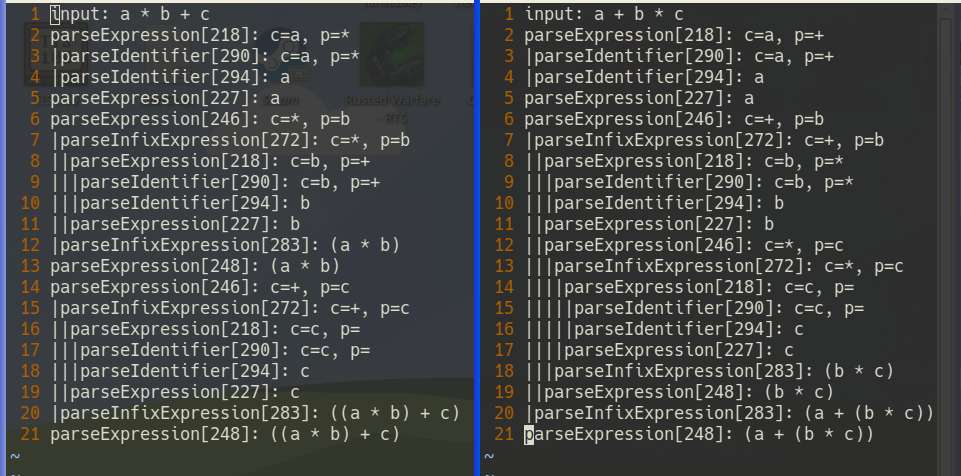 1 input: a * b + c
2 parseExpression[218]: c=a, p=*
3 |parseIdentifier[290]: c=a, p=*
4 |parseIdentifier[294]: a
5 parseExpression[227]: a
6 parseExpression[246]: c=*, p=b
7 |parseInfixExpression[272]: c=*, p=b
8 ||parseExpression[218]: c=b, p=+
9 |||parseIdentifier[290]: c=b, p=+
10 |||parseIdentifier[294]: b
11 ||parseExpression[227]: b
12 |parseInfixExpression[283]: (a * b)
13 parseExpression[248]: (a * b)
14 parseExpression[246]: c=+, p=c
15 |parseInfixExpression[272]: c=+, p=c
16 ||parseExpression[218]: c=c, p=
17 |||parseIdentifier[290]: c=c, p=
18 |||parseIdentifier[294]: c
19 ||parseExpression[227]: c
20 |parseInfixExpression[283]: ((a * b) + c)
21 parseExpression[248]: ((a * b) + c)
~
Rusted Warfare
- RTS
1 input: a + b * c
2 parseExpression[218]: c=a, p=+
3 |parseIdentifier[290]: c=a, p=+
4 |parseIdentifier[294]: a
5 parseExpression[227]: a
6 parseExpression[246]: c=+, p=b
7 |parseInfixExpression[272]: c=+, p=b
8 ||parseExpression[218]: c=b, p=*
9 |||parseIdentifier[290]: c=b, p=*
10 |||parseIdentifier[294]: b
11 ||parseExpression[227]: b
12 ||parseExpression[246]: c=*, p=c
13 |||parseInfixExpression[272]: c=*, p=c
14 ||||parseExpression[218]: c=c, p=
15 |||||parseIdentifier[290]: c=c, p=
16 |||||parseIdentifier[294]: c
17 ||||parseExpression[227]: c
18 |||parseInfixExpression[283]: (b * c)
19 ||parseExpression[248]: (b * c)
20 |parseInfixExpression[283]: (a + (b * c))
21 parseExpression[248]: (a + (b * c))
~